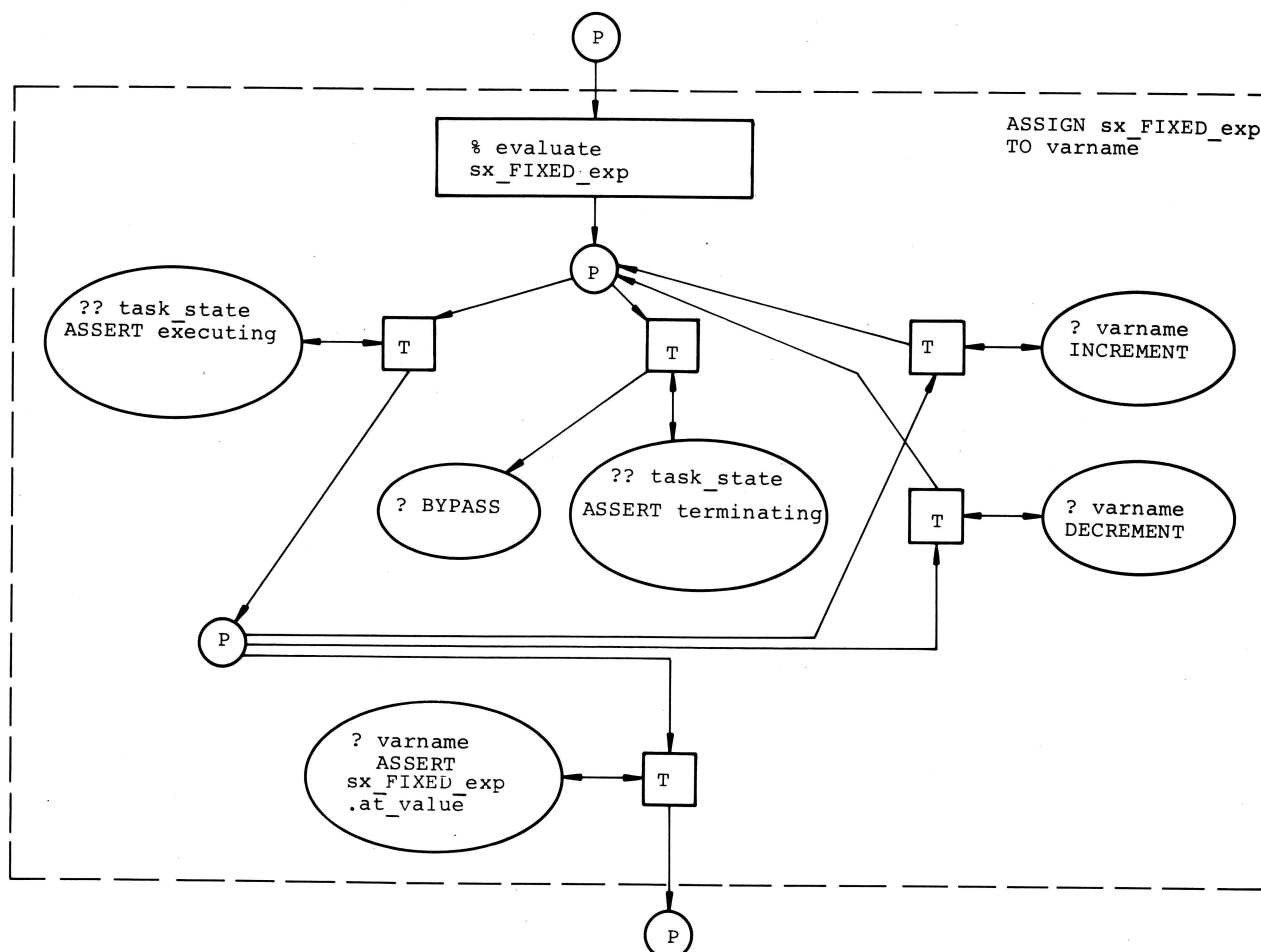 P
ASSIGN sx_FIXED_exp
TO varname
% evaluate
sx_FIXED_exp
P
?? task_state
ASSERT executing
T
T
T
? varname
INCREMENT
? BYPASS
?? task_state
ASSERT terminating
T
? varname
DECREMENT
P
? varname
ASSERT
sx_FIXED_exp
.at_value
T
P